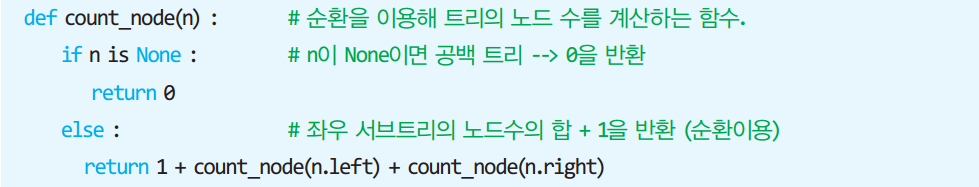 def count_node(n) : # 순환을 이용해 트리의 노드 수를 계산하는 함수.
if n is None : # n이 None이면 공백 트리 --> 0을 반환
return 0
else : # 좌우 서브트리의 노드수의 합 + 1을 반환 (순환이용)
return 1 + count_node(n.left) + count_node(n.right)